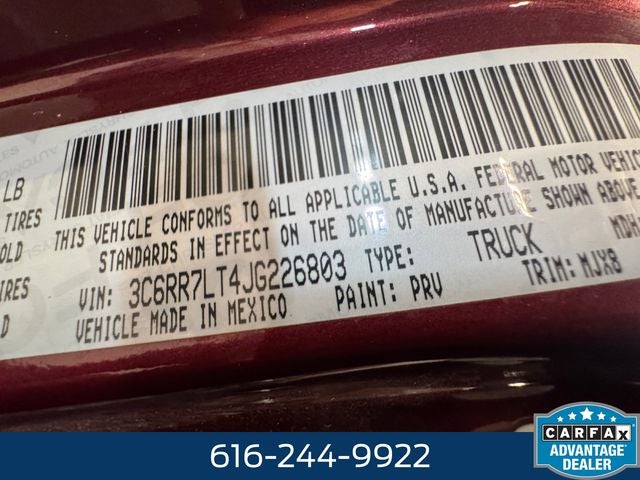 LB
TIRES
OLD
IRES
D
THIS VEHICLE CONFORMS TO ALL APPLICABLE U.S.A. FEDERAL MOTOR VEHIC
STANDARDS IN EFFECT ON THE DATE OF MANUFACTURE SHOWN ABOVE
MDH
VIN: 3C6RR7LT4JG226803 TYPE: TRUCK
VEHICLE MADE IN MEXICO PAINT: PRV TRIM: MJX8
616-244-9922
CARFAX
ADVANTAGE
DEALER